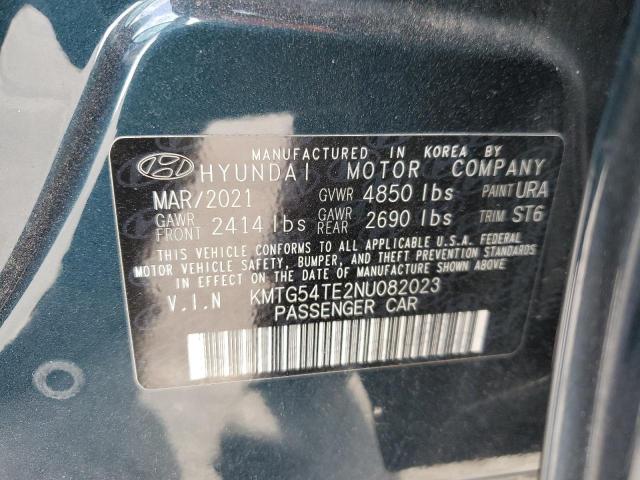 MANUFACTURED IN KOREA BY
HYUNDAI MOTOR COMPANY
MAR/2021 GVWR 4850 lbs PAINT URA
GAWR FRONT 2414 lbs GAWR REAR 2690 lbs TRIM ST6
THIS VEHICLE CONFORMS TO ALL APPLICABLE U.S.A. FEDERAL
MOTOR VEHICLE SAFETY, BUMPER, AND THEFT PREVENTION STANDARDS
IN EFFECT ON THE DATE OF MANUFACTURE SHOWN ABOVE.
V.I.N KMTG54TE2NU082023
PASSENGER CAR